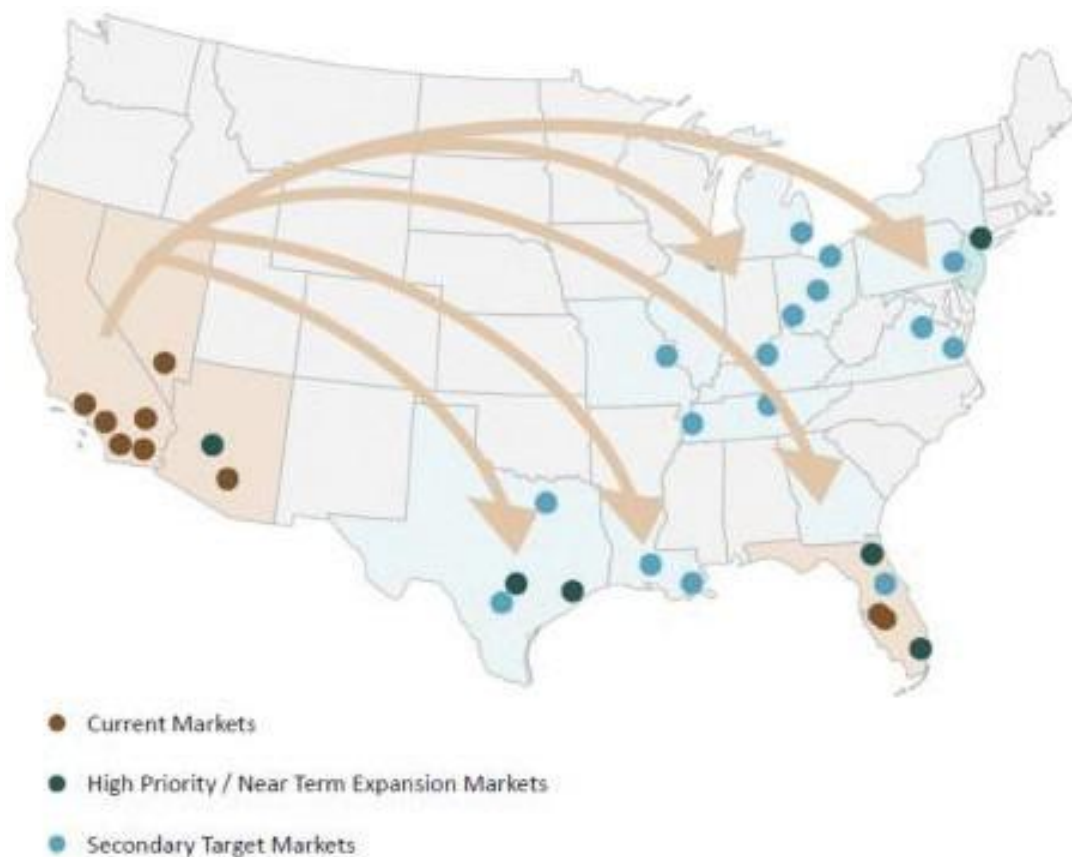 Current Markets
High Priority / Near Term Expansion Markets
Secondary Target Markets